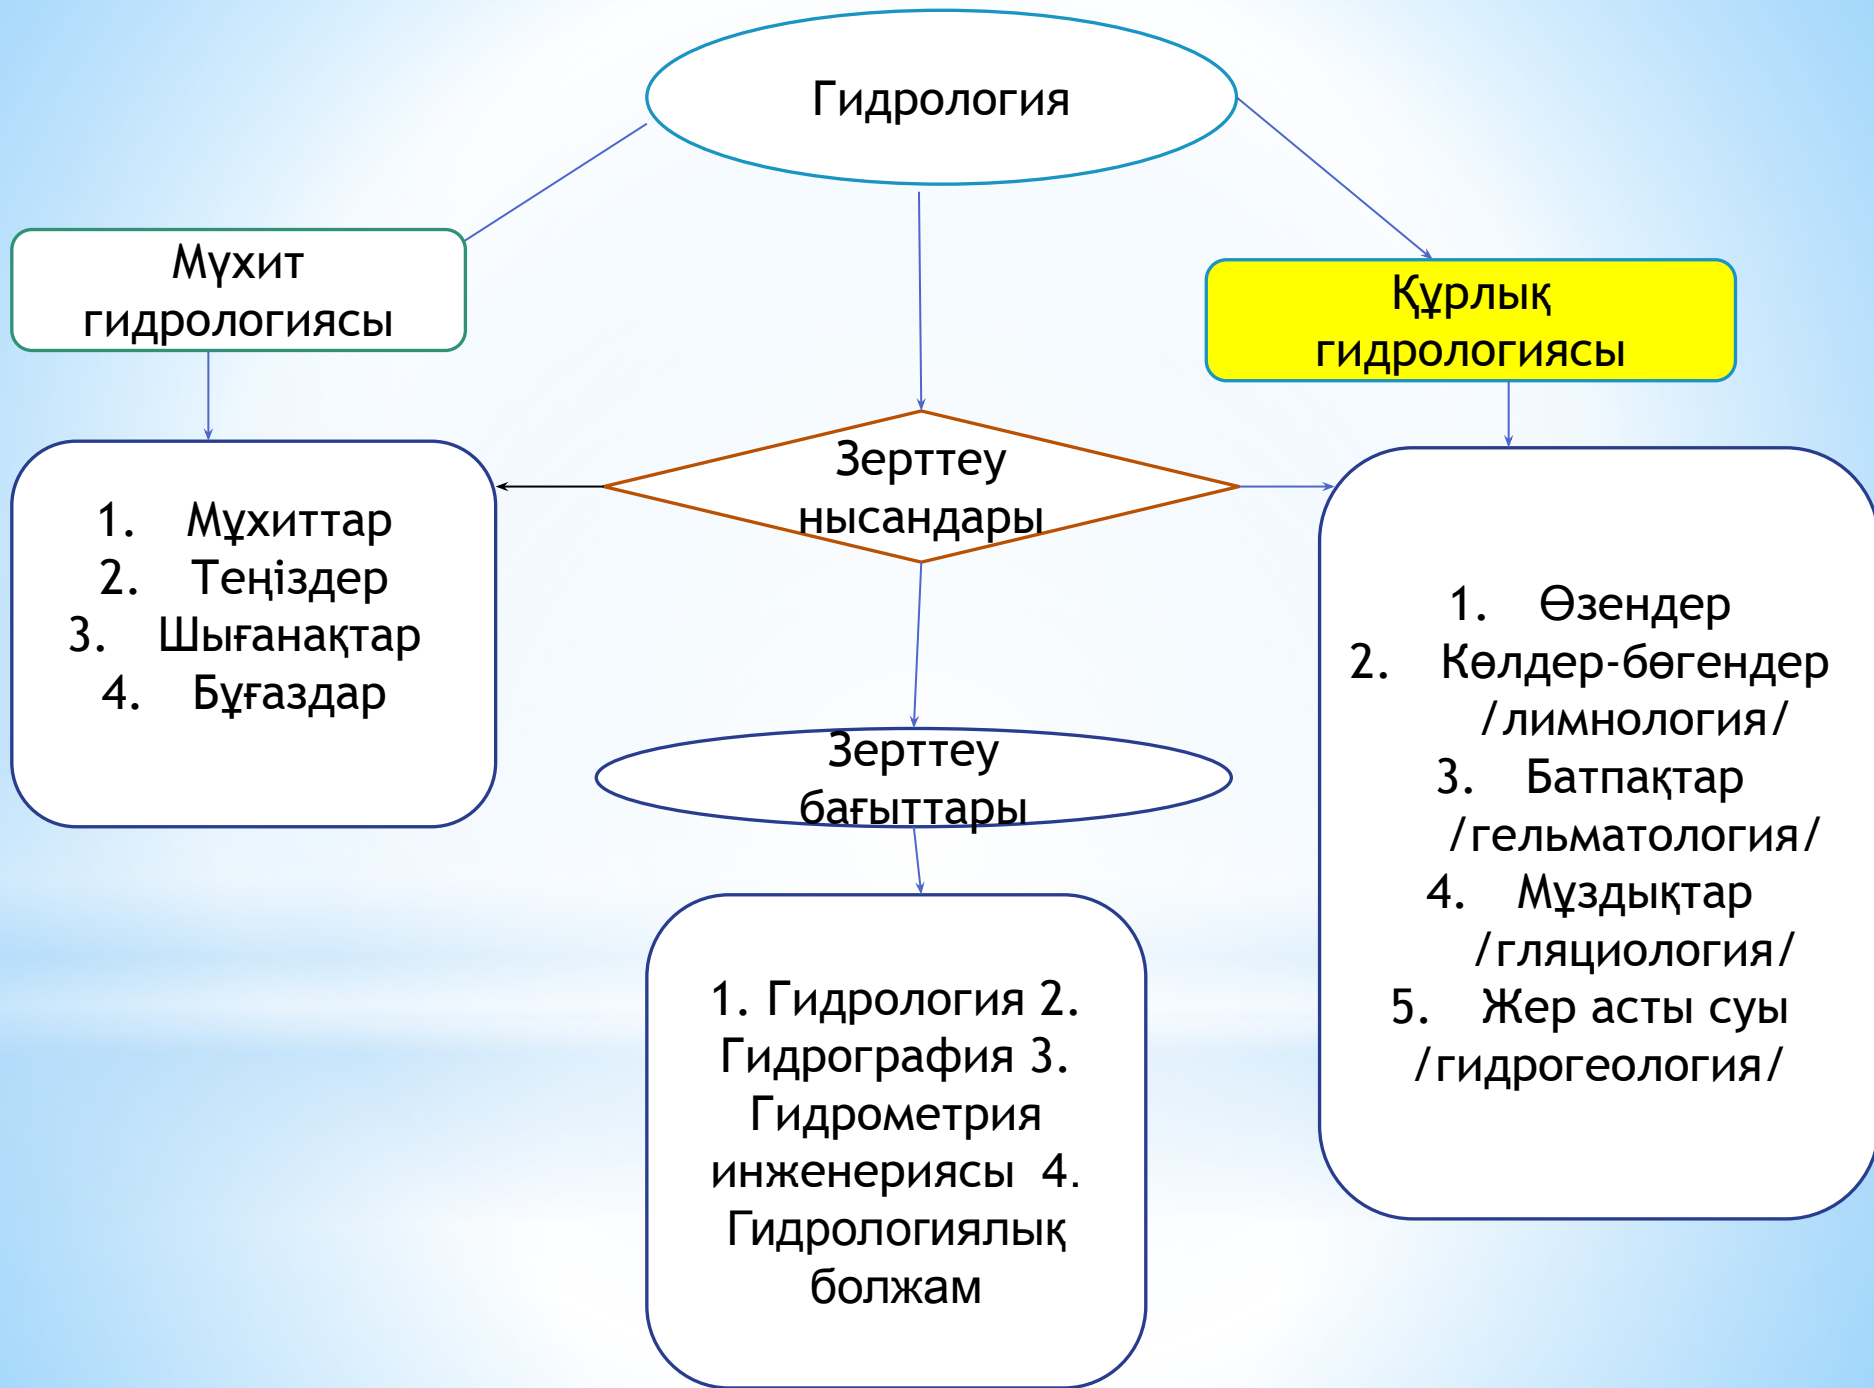 Гидрология
Мүхит
гидрологиясы
Құрлық
гидрологиясы
Зерттеу
нысандары
1. Мұхиттар
2. Теңіздер
3. Шығанақтар
4. Бұғаздар
1. Өзендер
2. Көлдер-бөгендер
/лимнология/
3. Батпақтар
/гельматология/
4. Мұздықтар
/гляциология/
5. Жер асты суы
/гидрогеология/
Зерттеу
бағыттары
1. Гидрология 2.
Гидрография 3.
Гидрометрия
инженериясы 4.
Гидрологиялық
болжам